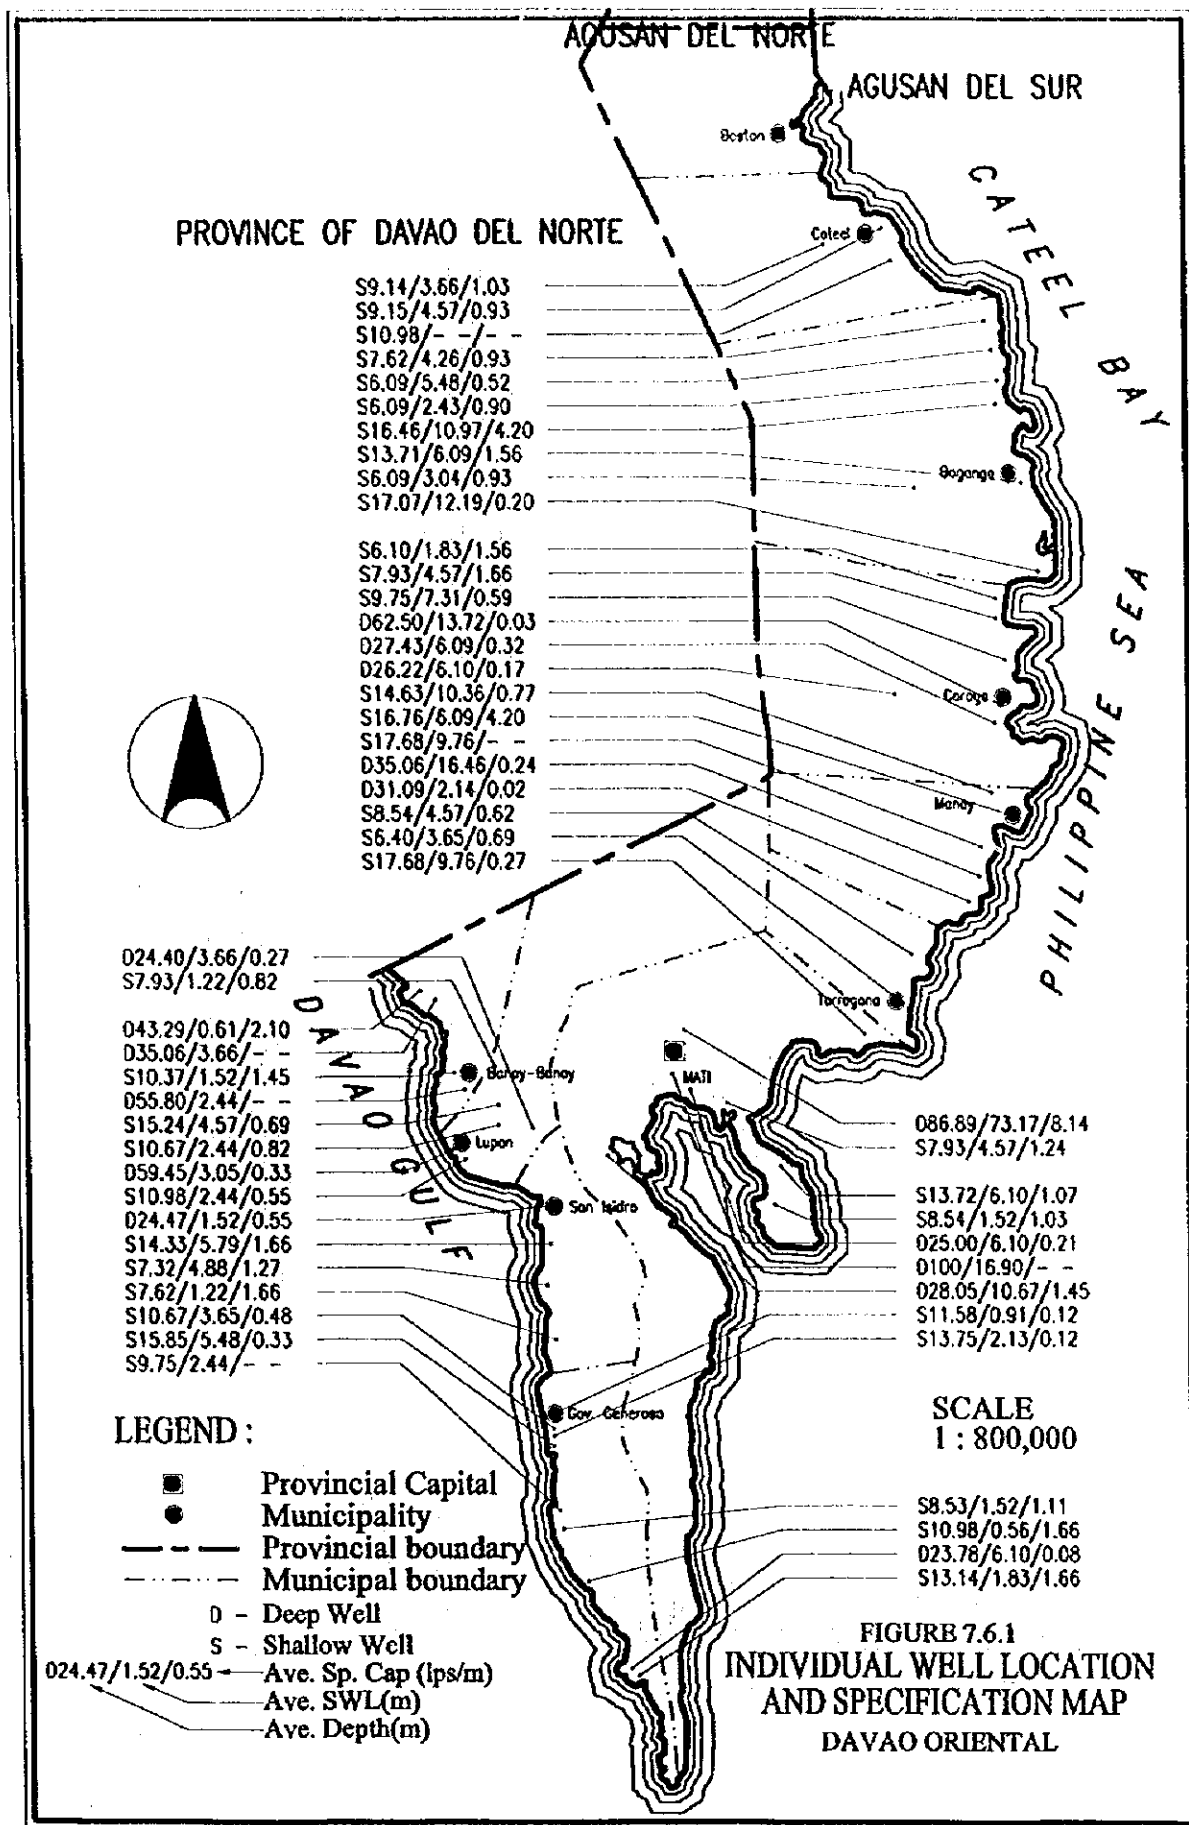 AGUSAN DEL NORTE
AGUSAN DEL SUR
Boston
CATEEL BAY
PROVINCE OF DAVAO DEL NORTE
Cateel
S9.14/3.66/1.03
S9.15/4.57/0.93
S10.98/- -/- -
S7.62/4.26/0.93
S6.09/5.48/0.52
S6.09/2.43/0.90
S16.46/10.97/4.20
S13.71/6.09/1.56
S6.09/3.04/0.93
S17.07/12.19/0.20
Baganga
S6.10/1.83/1.56
S7.93/4.57/1.66
S9.75/7.31/0.59
D62.50/13.72/0.03
D27.43/6.09/0.32
D26.22/6.10/0.17
S14.63/10.36/0.77
S16.76/6.09/4.20
S17.68/9.76/- -
D35.06/16.46/0.24
D31.09/2.14/0.02
S8.54/4.57/0.62
S6.40/3.65/0.69
S17.68/9.76/0.27
Caraga
Manay
PHILIPPINE SEA
Tarragona
D24.40/3.66/0.27
S7.93/1.22/0.82
DAVAO GULF
D43.29/0.61/2.10
D35.06/3.66/- -
S10.37/1.52/1.45
D55.80/2.44/- -
S15.24/4.57/0.69
S10.67/2.44/0.82
D59.45/3.05/0.33
S10.98/2.44/0.55
D24.47/1.52/0.55
S14.33/5.79/1.66
S7.32/4.88/1.27
S7.62/1.22/1.66
S10.67/3.65/0.48
S15.85/5.48/0.33
S9.75/2.44/- -
MATI
Banay-Banay
Lupon
San Isidro
Gov. Generoso
D86.89/73.17/8.14
S7.93/4.57/1.24
S13.72/6.10/1.07
S8.54/1.52/1.03
D25.00/6.10/0.21
D100/16.90/- -
D28.05/10.67/1.45
S11.58/0.91/0.12
S13.75/2.13/0.12
SCALE
1 : 800,000
S8.53/1.52/1.11
S10.98/0.56/1.66
D23.78/6.10/0.08
S13.14/1.83/1.66
LEGEND :
Provincial Capital
Municipality
Provincial boundary
Municipal boundary
D - Deep Well
S - Shallow Well
D24.47/1.52/0.55 Ave. Sp. Cap (lps/m)
Ave. SWL(m)
Ave. Depth(m)
FIGURE 7.6.1
INDIVIDUAL WELL LOCATION
AND SPECIFICATION MAP
DAVAO ORIENTAL